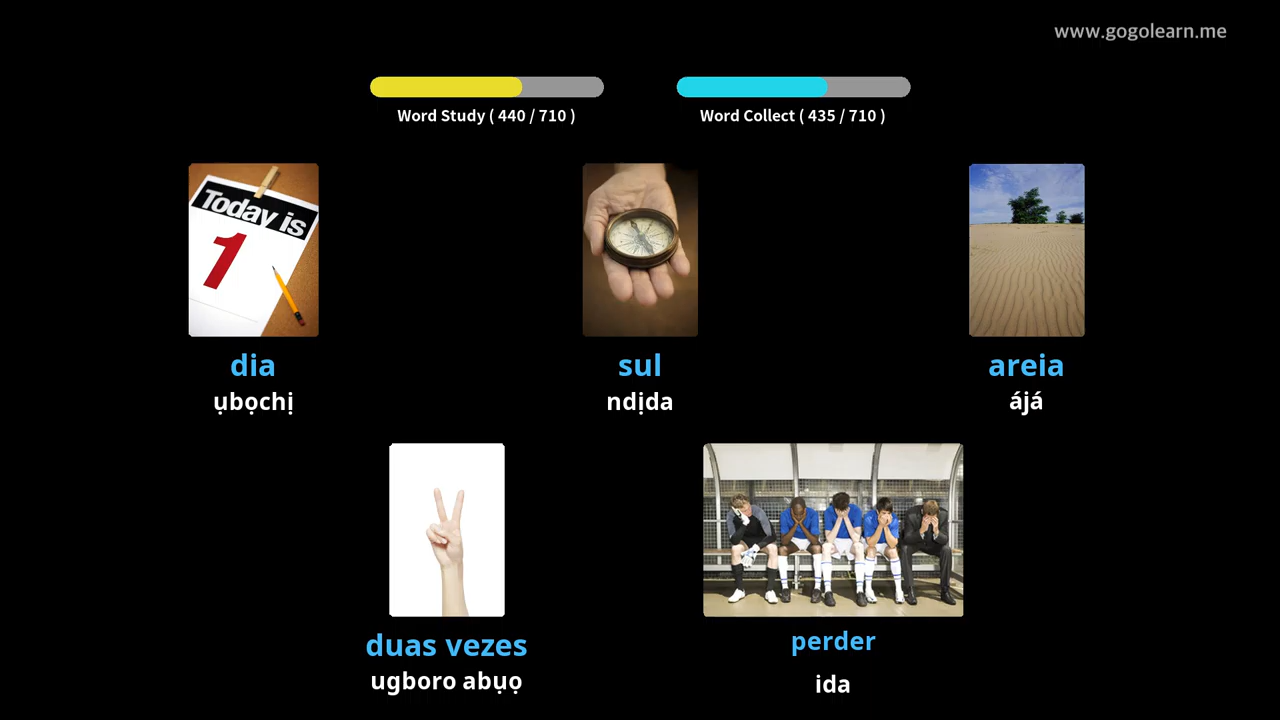 www.gogolearn.me
Word Study ( 440 / 710 )
Word Collect ( 435 / 710 )
Today is
1
dia
ụbọchị
sul
ndịda
areia
ájá
duas vezes
ugboro abụọ
perder
ida